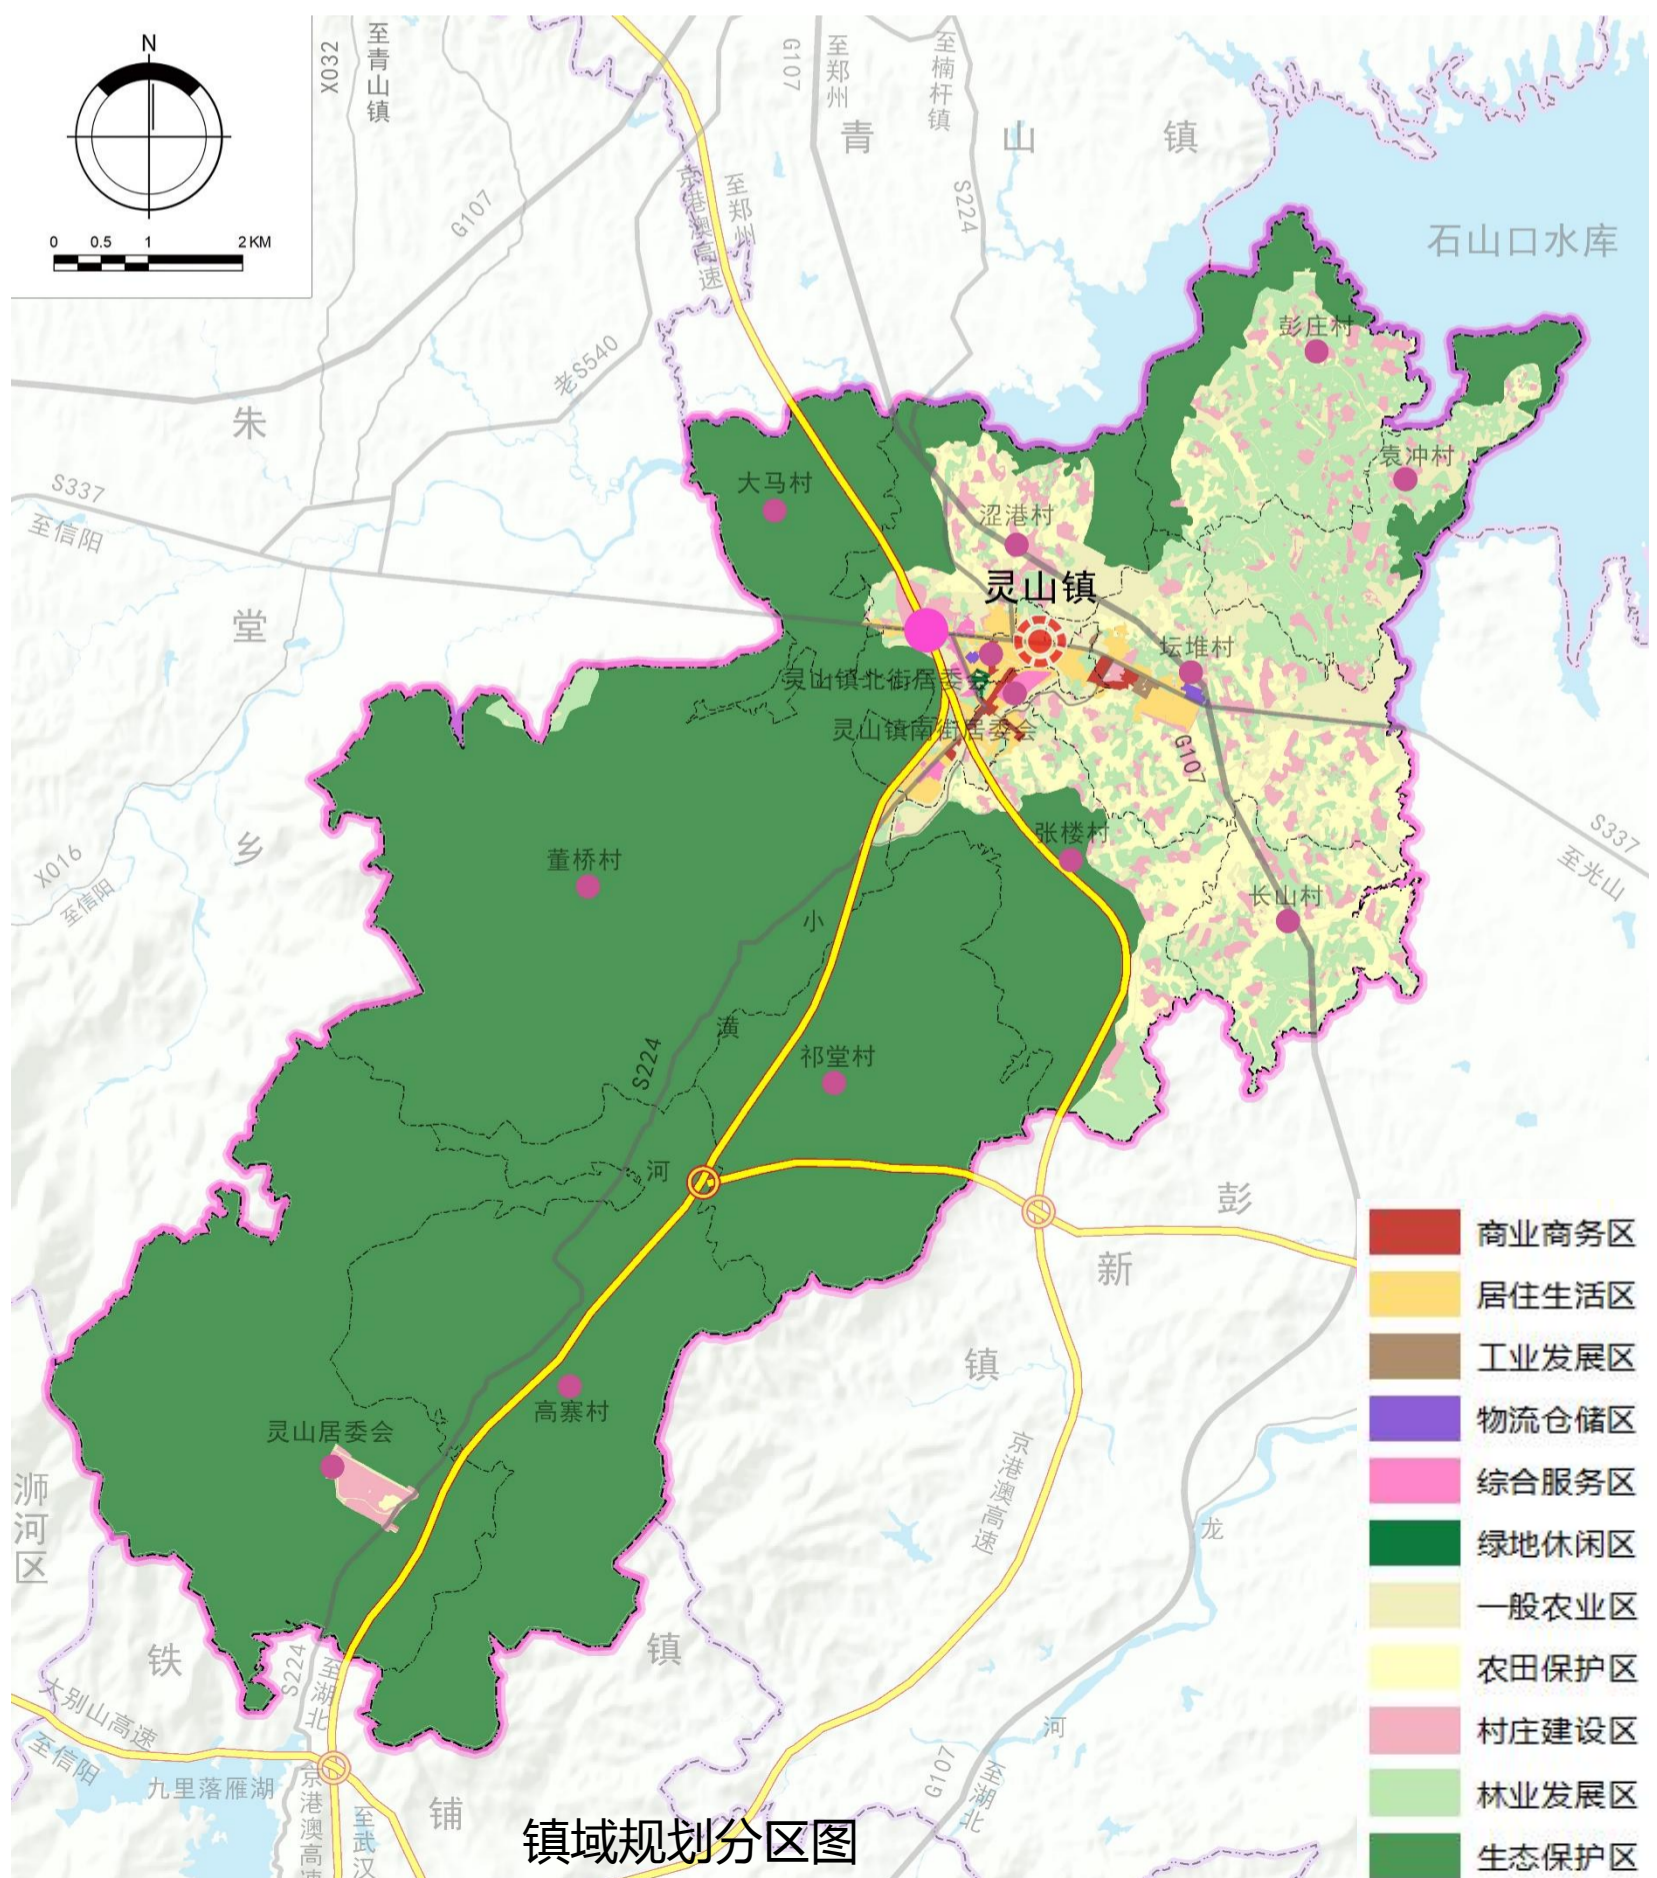 N
0 0.5 1 2KM
X032
至青山镇
G107
至郑州
至楠杆镇
青山镇
S224
京港澳高速
至郑州
G107
石山口水库
彭庄村
老S540
朱堂乡
袁冲村
S337
至信阳
大马村
涩港村
灵山镇
坛堆村
灵山镇北街居委会
灵山镇南街居委会
G107
S337
至光山
张楼村
X016
至信阳
董桥村
长山村
小潢河
S224
祁堂村
彭新镇
高寨村
灵山居委会
浉河区
京港澳高速
龙
河
铁铺镇
S224
至湖北
大别山高速
至信阳
九里落雁湖
京港澳高速
至武汉
G107
至湖北
镇域规划分区图
商业商务区
居住生活区
工业发展区
物流仓储区
综合服务区
绿地休闲区
一般农业区
农田保护区
村庄建设区
林业发展区
生态保护区